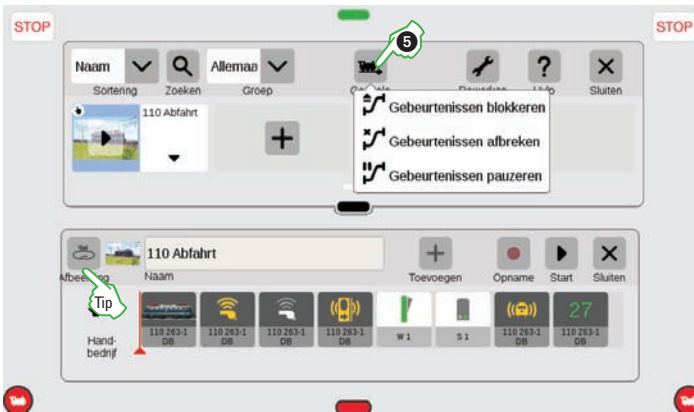 STOP
STOP
5
Naam
Allemaa
Sortering
Zoeken
Groep
?
Sluiten
110 Abfahrt
Gebeurtenissen blokkeren
Gebeurtenissen afbreken
Gebeurtenissen pauzeren
110 Abfahrt
Naam
Toevoegen
Opname
Start
Sluiten
Tip
Hand-
bedrijf
110 263-1
DB
110 263-1
DB
110 263-1
DB
110 263-1
DB
W 1
S 1
110 263-1
DB
27
110 263-1
DB